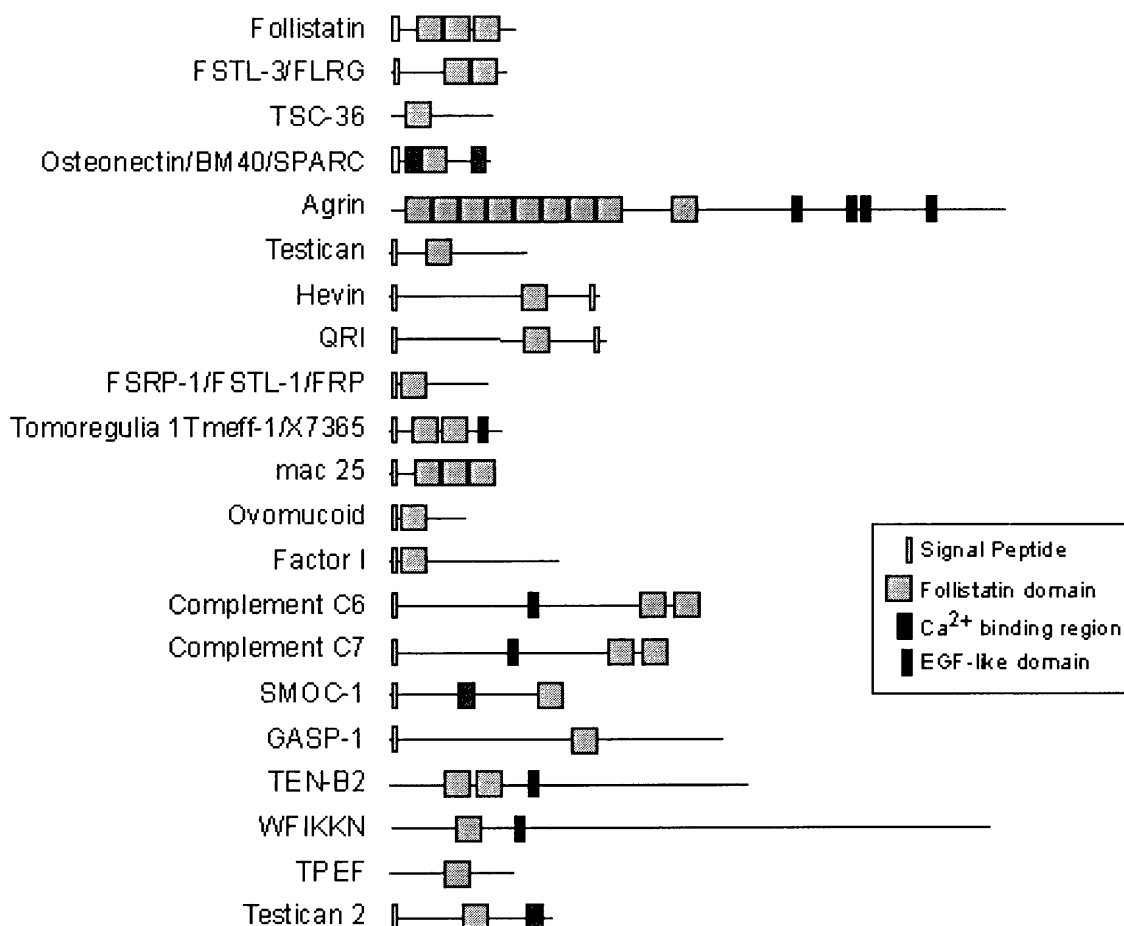 Follistatin
FSTL-3/FLRG
TSC-36
Osteonectin/BM40/SPARC
Agrin
Testican
Hevin
QRI
FSRP-1/FSTL-1/FRP
Tomoregulia 1Tmeff-1/X7365
mac 25
Ovomucoid
Factor I
Complement C6
Complement C7
SMOC-1
GASP-1
TEN-B2
WFIKKN
TPEF
Testican 2
Signal Peptide
Follistatin domain
Ca²⁺ binding region
EGF-like domain